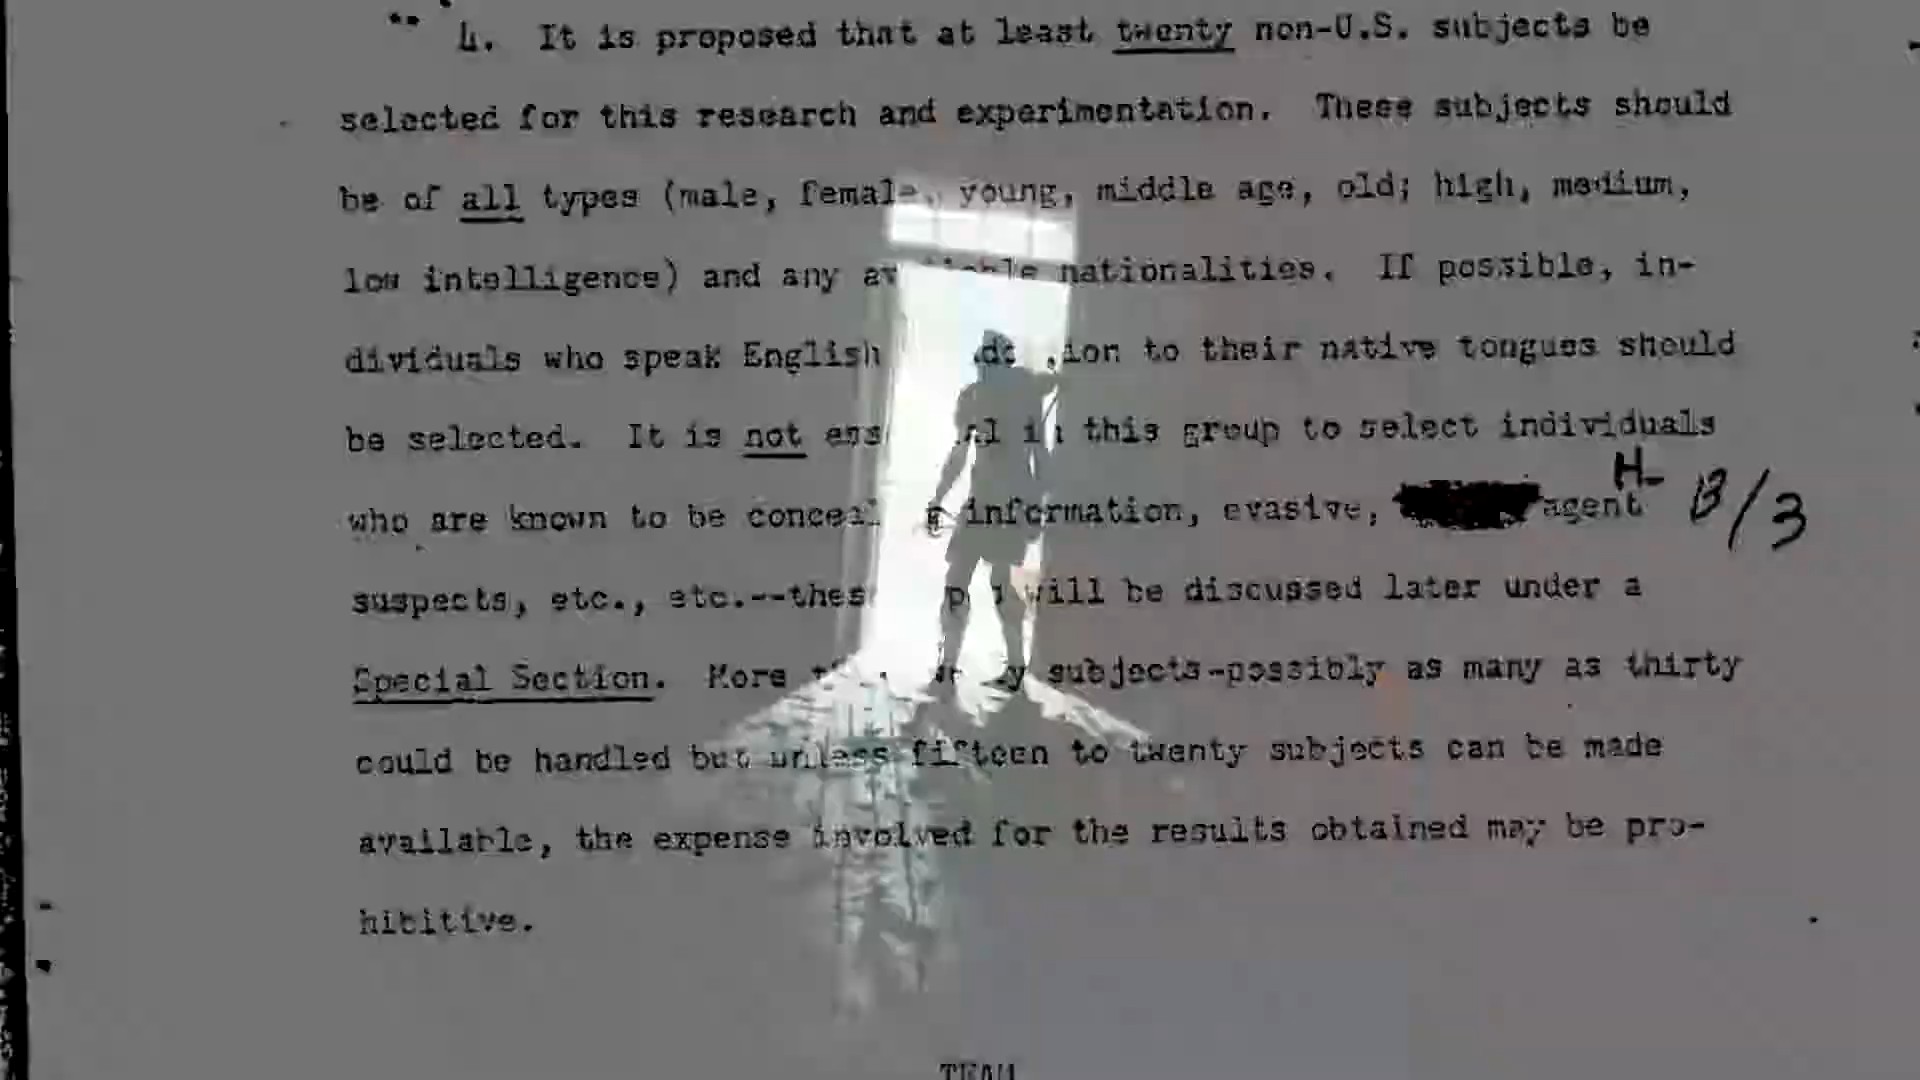 4. It is proposed that at least twenty non-U.S. subjects be
selected for this research and experimentation. These subjects should
be of all types (male, female, young, middle age, old; high, medium,
low intelligence) and any nationalities. If possible, in-
dividuals who speak English to their native tongues should
be selected. It is not this group to select individuals
who are known to be information, evasive, agent H-B/3
suspects, etc., etc.--these will be discussed later under a
Special Section. More subjects-possibly as many as thirty
could be handled but unless fifteen to twenty subjects can be made
available, the expense involved for the results obtained may be pro-
hibitive.
TEAM